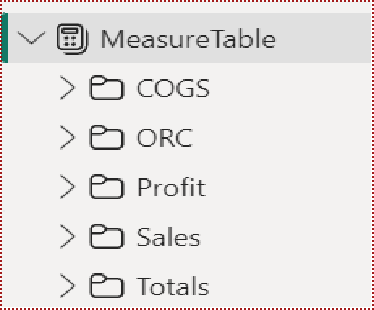 MeasureTable
COGS
ORC
Profit
Sales
Totals